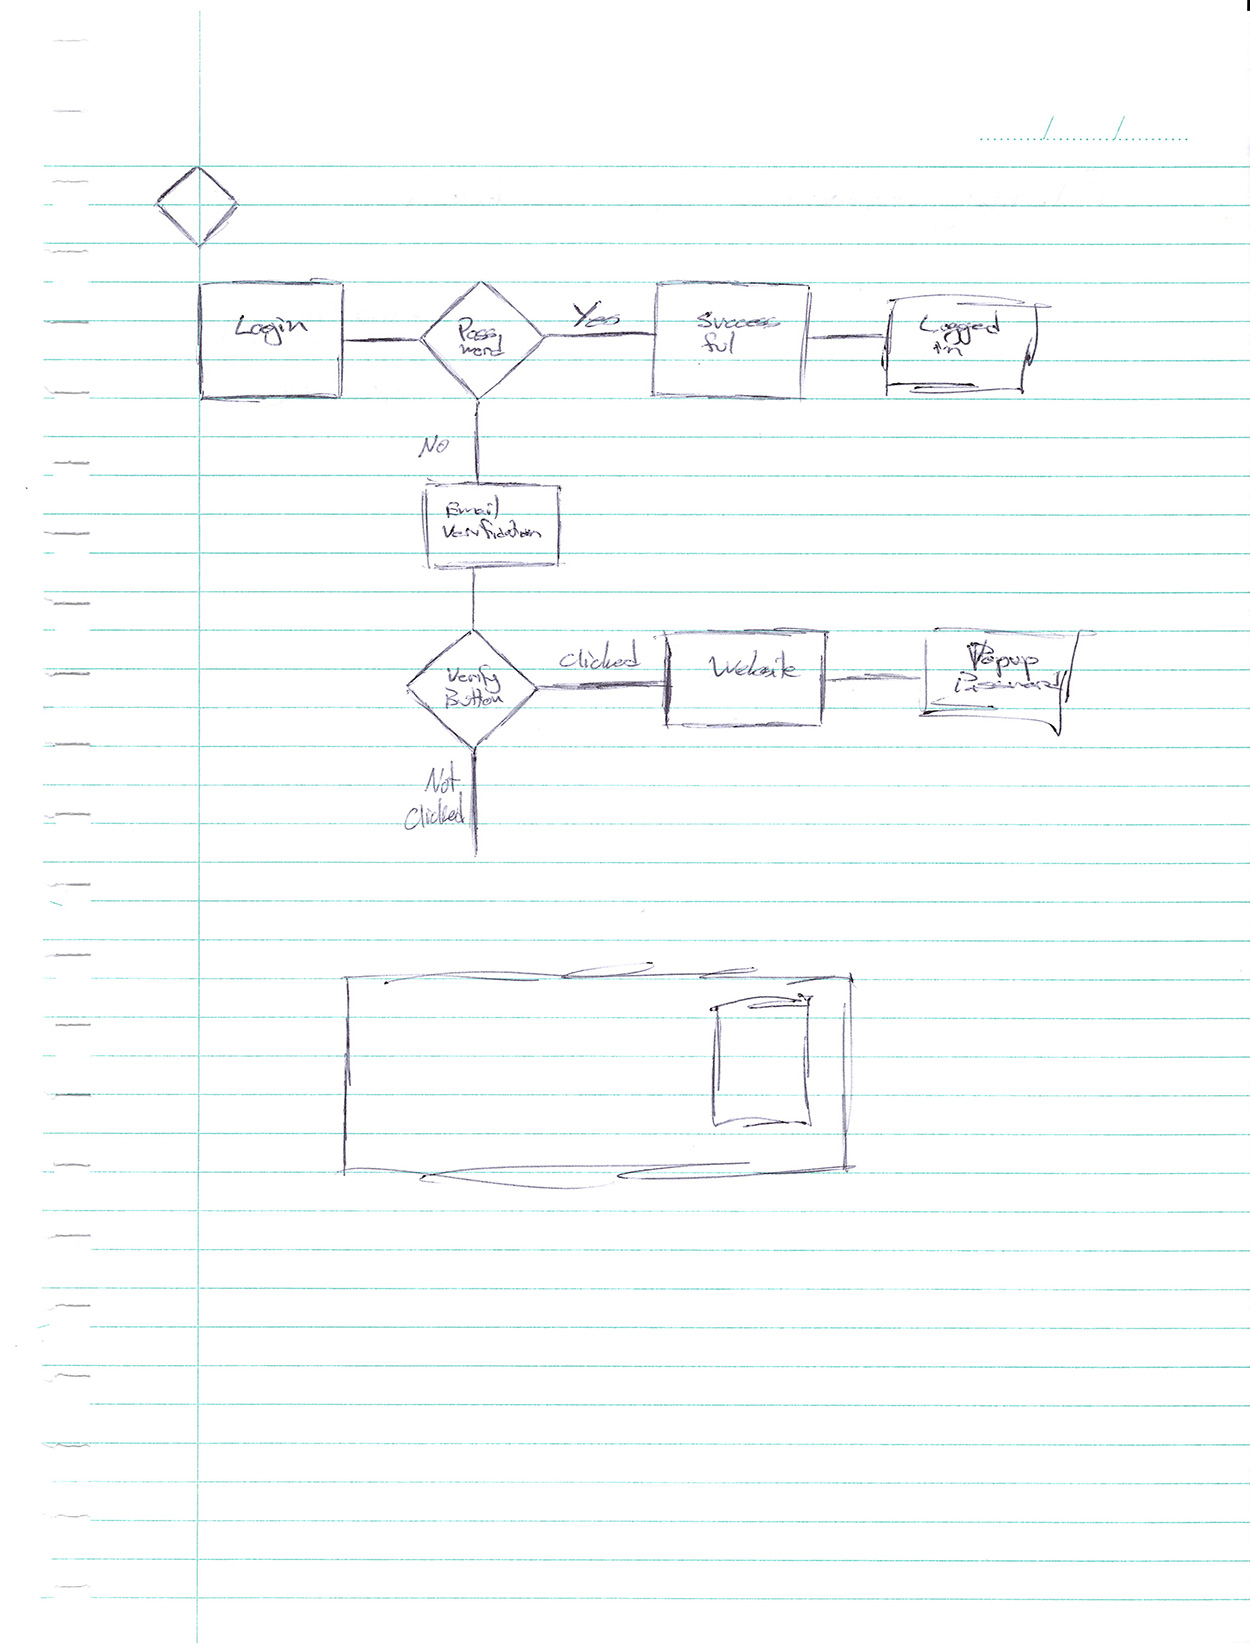 Login
Pass
word
Yes
Success
ful
Logged
in
No
Email
Verification
Verify
Button
clicked
Website
Popup
Password
Not
clicked